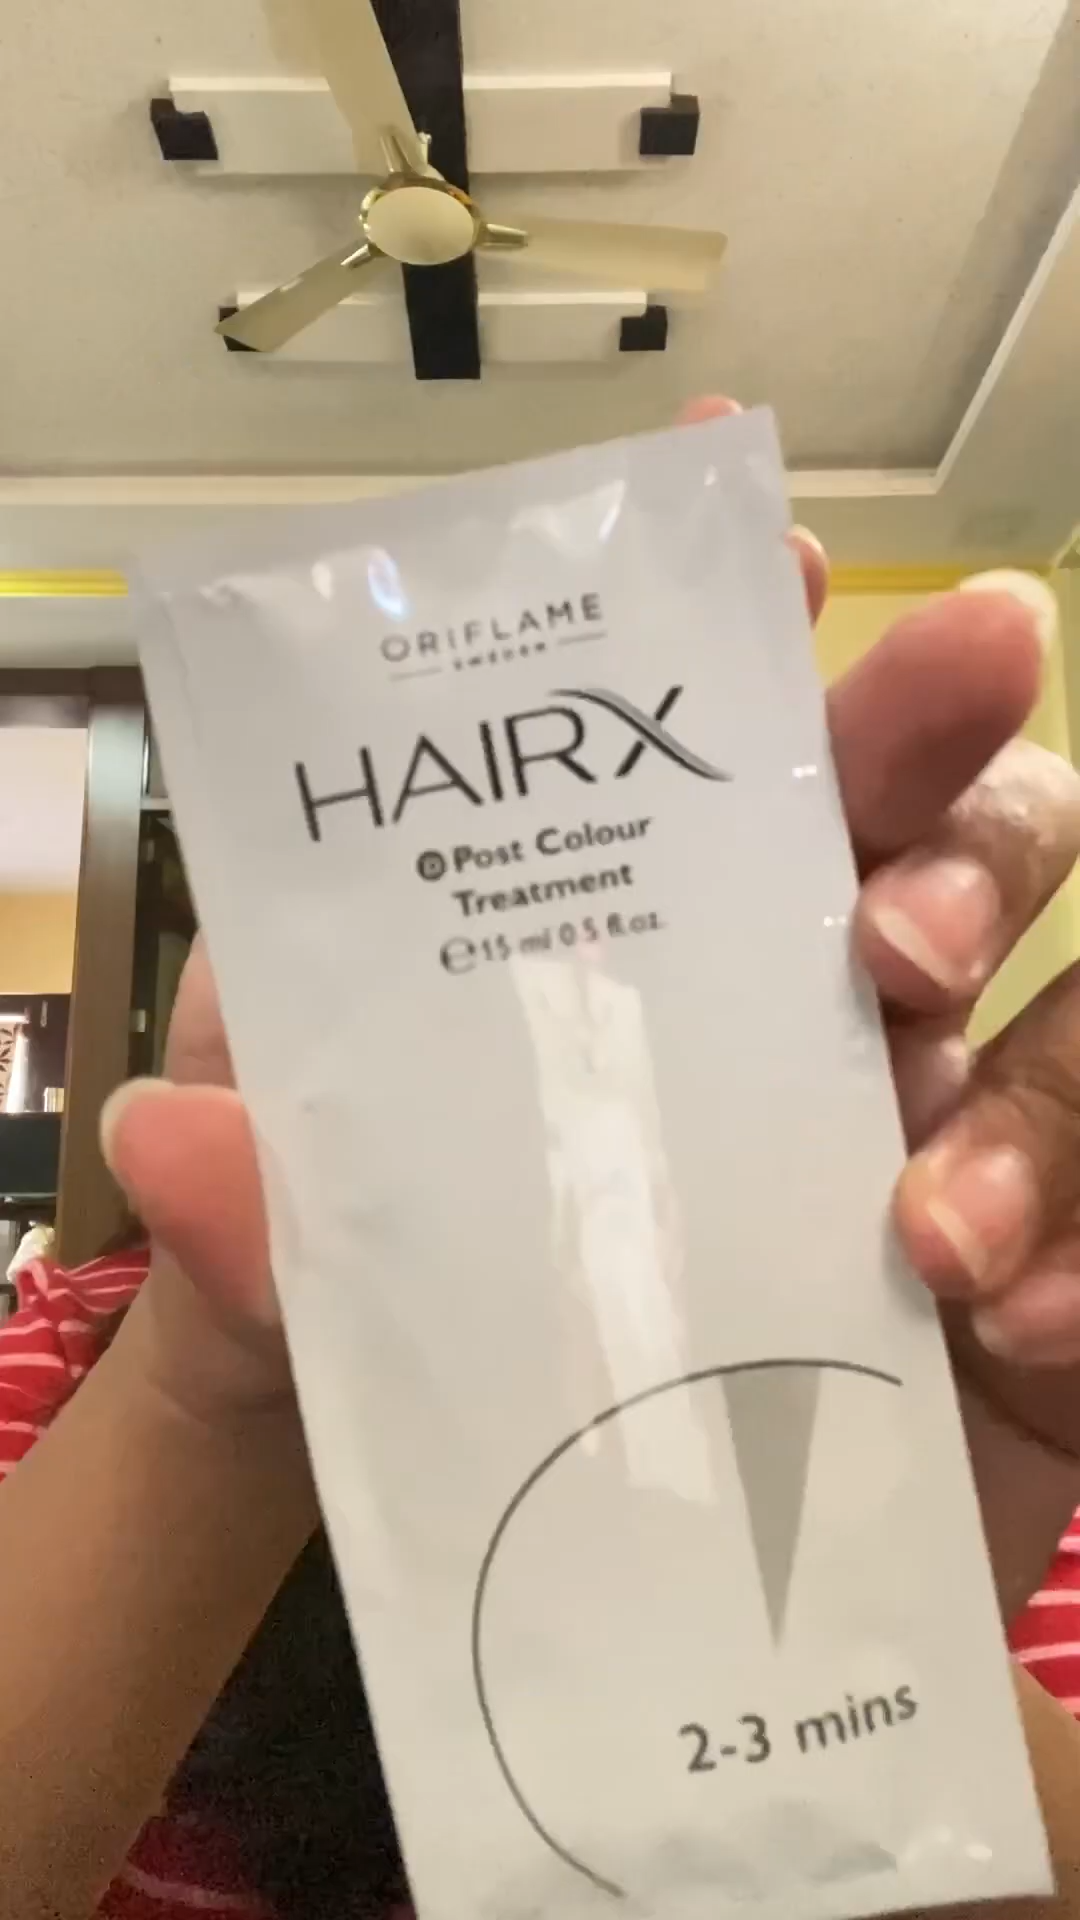 ORIFLAME
SWEDEN
HAIRX
D Post Colour
Treatment
℮ 15 ml 0.5 fl.oz.
2-3 mins